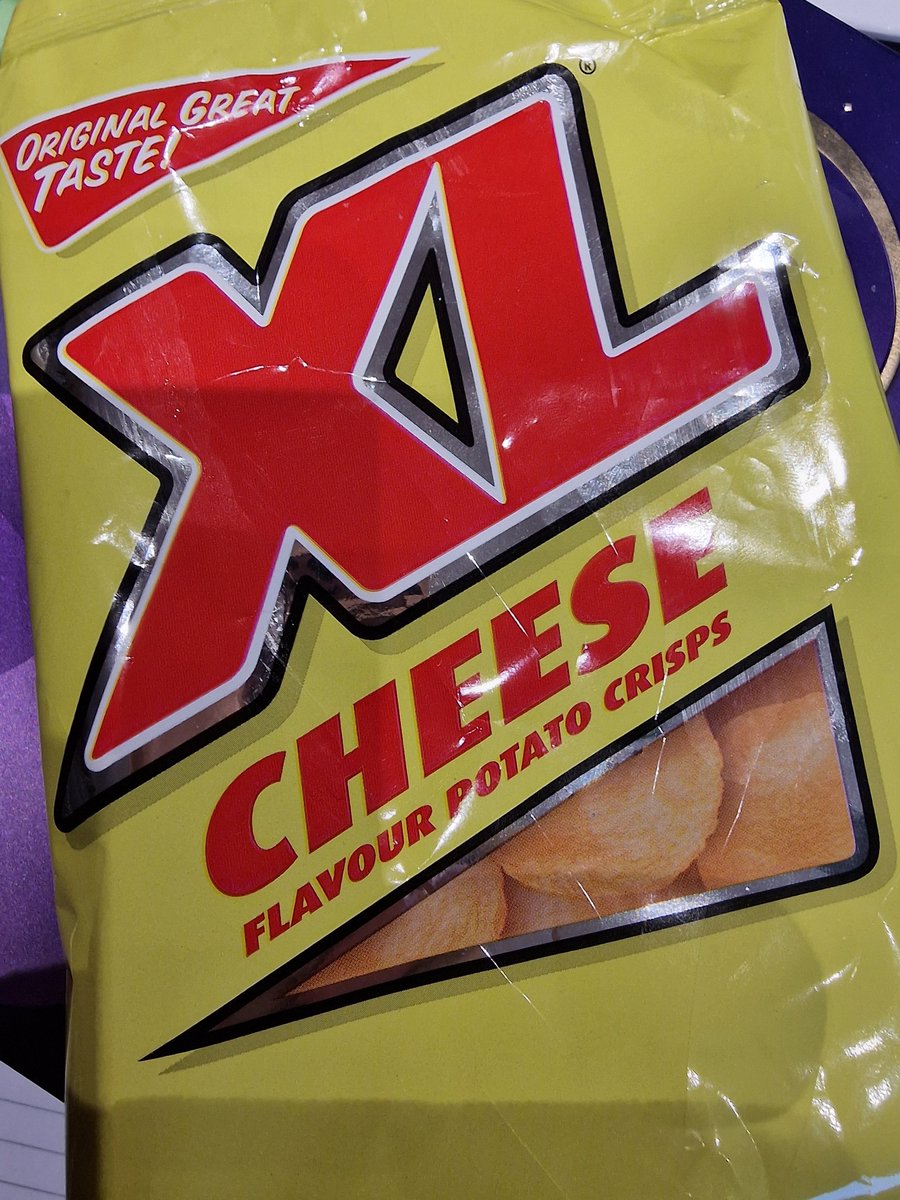 ORIGINAL GREAT
TASTE!
XL®
CHEESE
FLAVOUR POTATO CRISPS